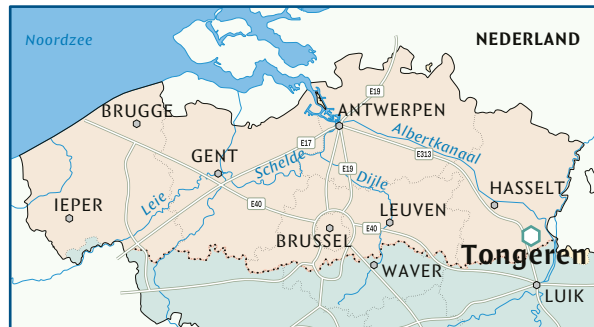 Noordzee
NEDERLAND
E19
BRUGGE
ANTWERPEN
Albertkanaal
E17
GENT
Schelde
E19
E313
Dijle
HASSELT
Leie
IEPER
E40
LEUVEN
E40
BRUSSEL
Tongeren
WAVER
LUIK